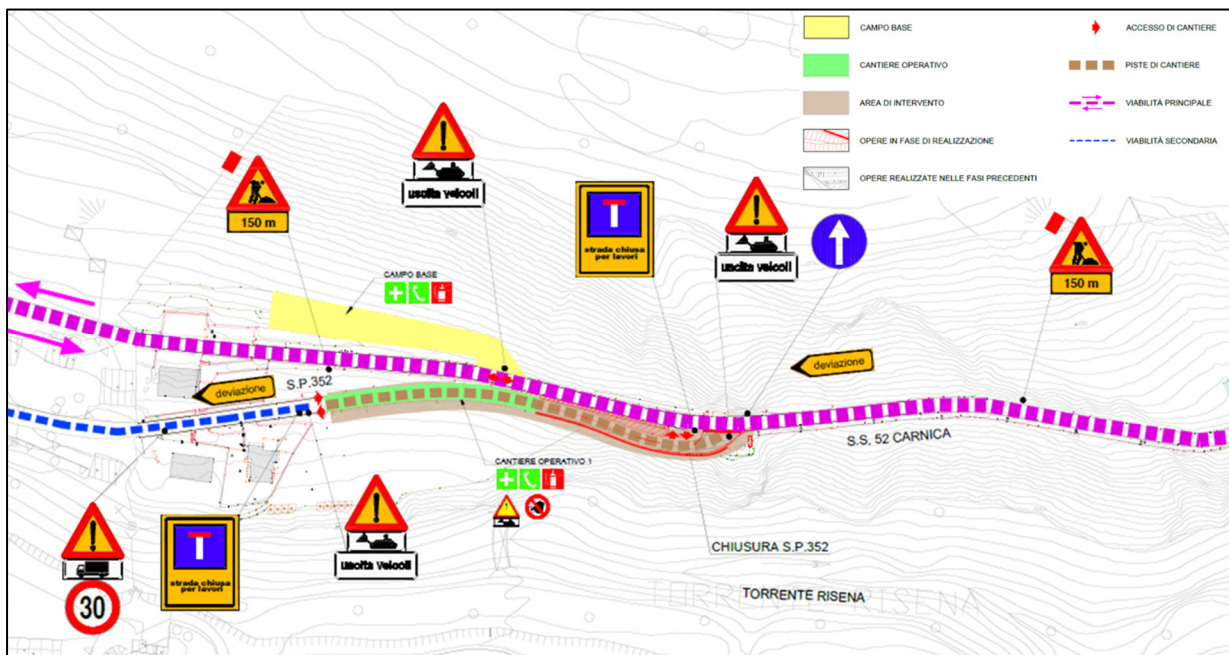 CAMPO BASE
ACCESSO DI CANTIERE
CANTIERE OPERATIVO
PISTE DI CANTIERE
AREA DI INTERVENTO
VIABILITÀ PRINCIPALE
OPERE IN FASE DI REALIZZAZIONE
VIABILITÀ SECONDARIA
OPERE REALIZZATE NELLE FASI PRECEDENTI
uscita veicoli
150 m
strada chiusa
per lavori
uscita veicoli
150 m
CAMPO BASE
deviazione
deviazione
S.P.352
S.S. 52 CARNICA
CANTIERE OPERATIVO 1
uscita veicoli
30
strada chiusa
per lavori
CHIUSURA S.P.352
TORRENTE RISENA
TORRENTE RISENA